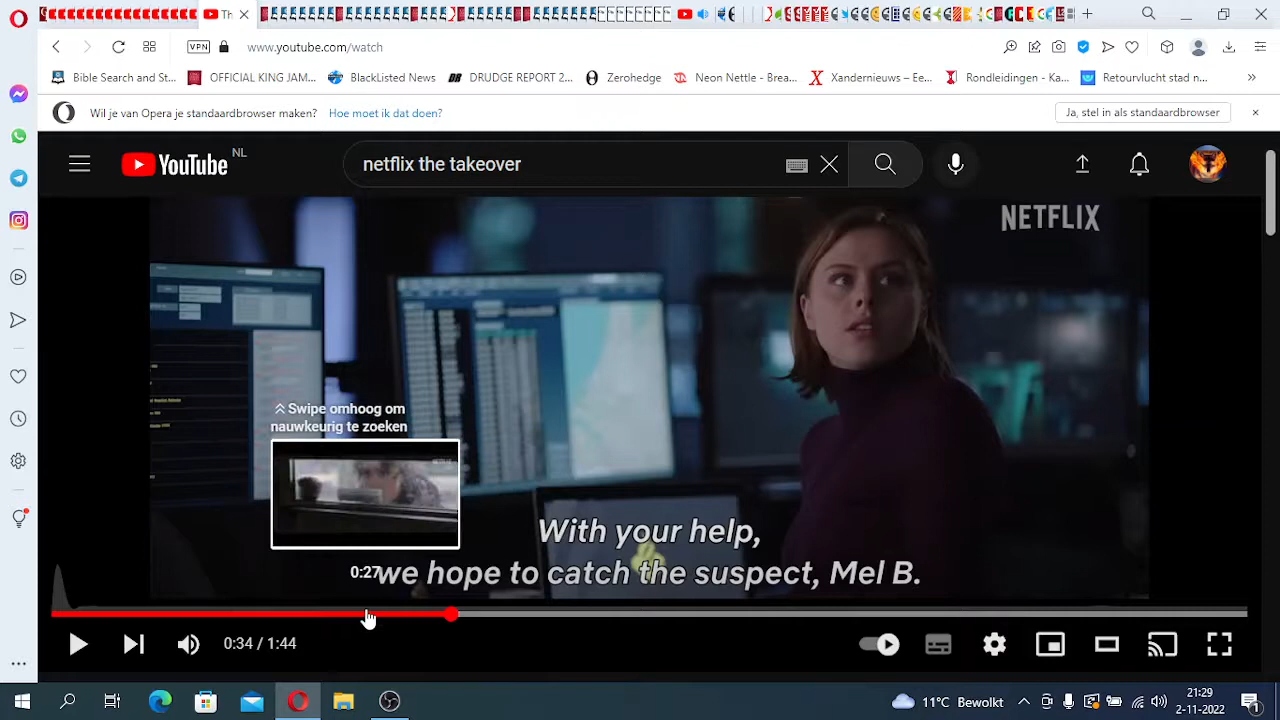 Th
VPN
www.youtube.com/watch
Bible Search and St...
OFFICIAL KING JAM...
BlackListed News
DRUDGE REPORT 2...
Zerohedge
Neon Nettle - Brea...
Xandernieuws – Ee...
Rondleidingen - Ka...
Retourvlucht stad n...
»
Wil je van Opera je standaardbrowser maken?
Hoe moet ik dat doen?
Ja, stel in als standaardbrowser
YouTube NL
netflix the takeover
NETFLIX
Swipe omhoog om
nauwkeurig te zoeken
With your help,
0:27
we hope to catch the suspect, Mel B.
0:34 / 1:44
11°C Bewolkt
21:29
2-11-2022